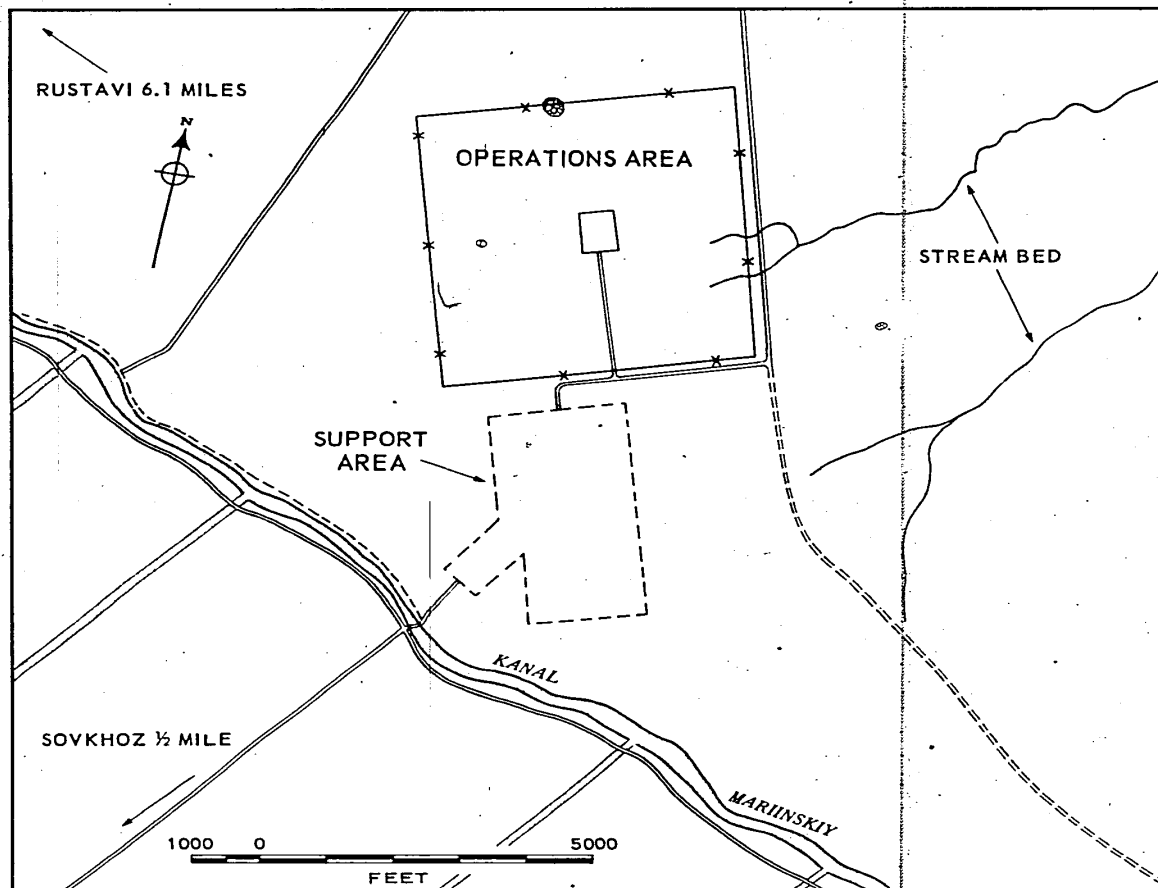 RUSTAVI 6.1 MILES
N
OPERATIONS AREA
STREAM BED
SUPPORT
AREA
KANAL
MARIINSKIY
SOVKHOZ ½ MILE
1000 0 5000
FEET